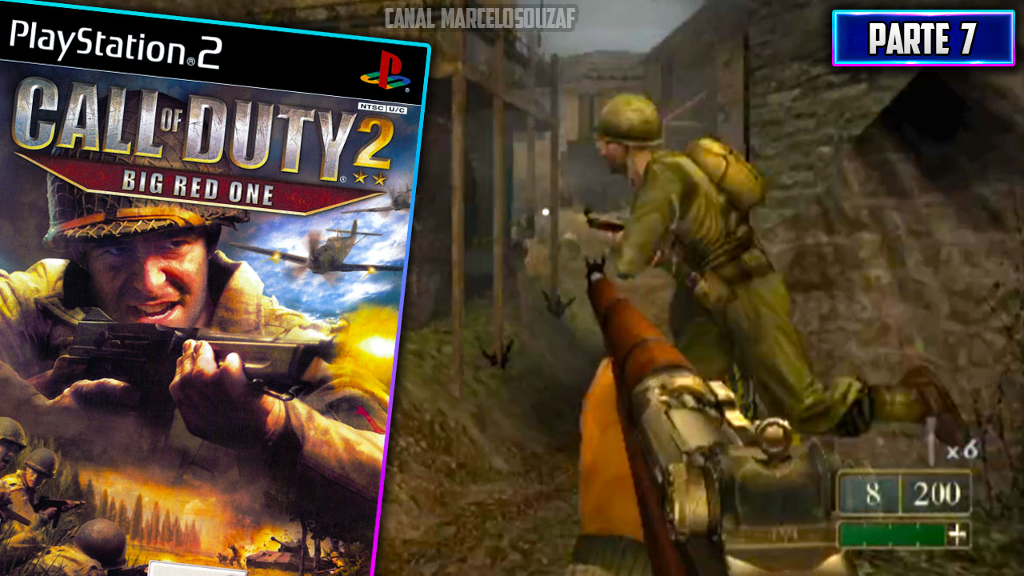 CANAL MARCELOSOUZAF
PARTE 7
PlayStation®2
NTSC U/C
CALL OF DUTY® 2
BIG RED ONE
x6
8 200